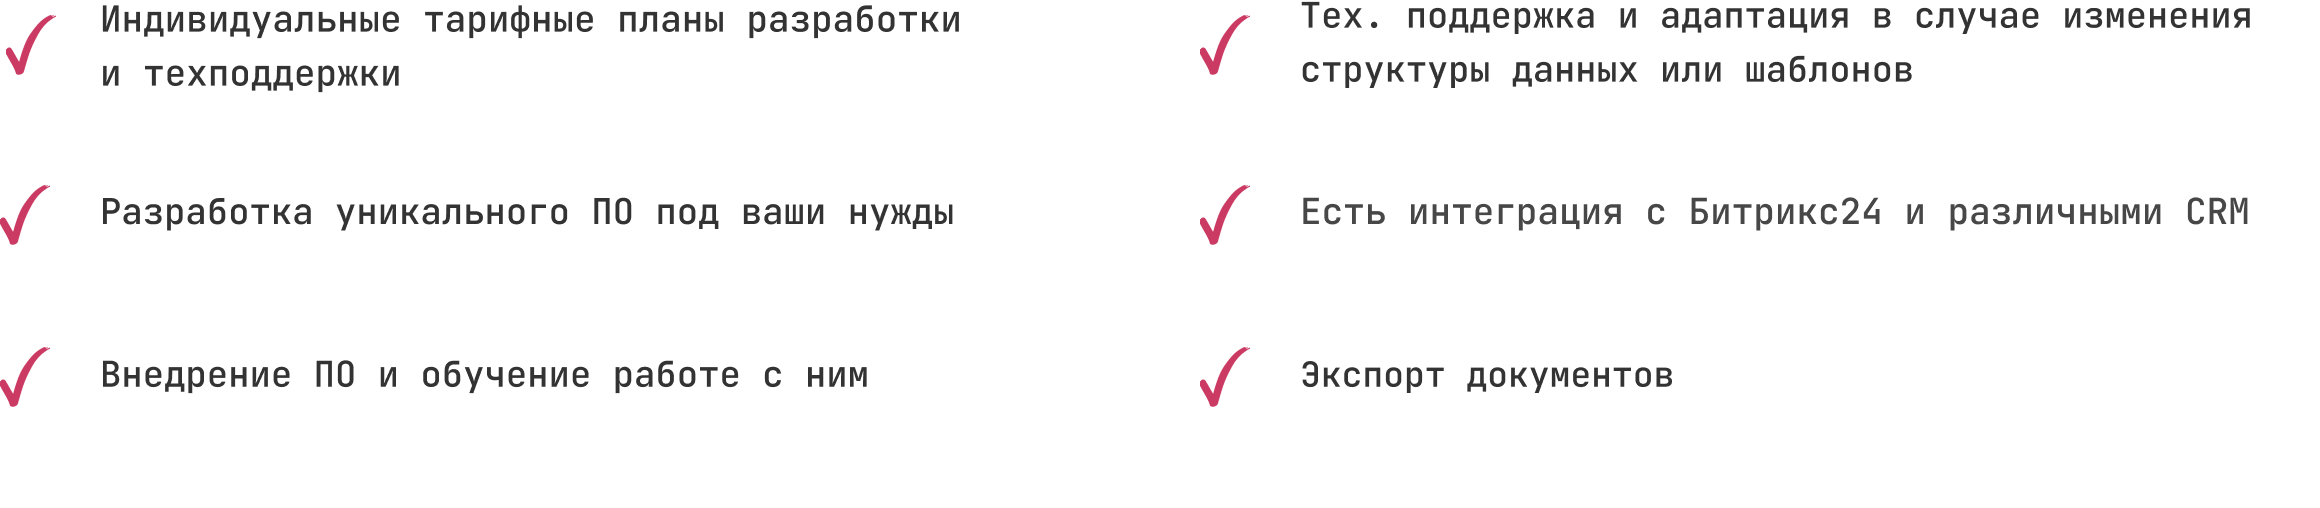 Индивидуальные тарифные планы разработки
и техподдержки
Тех. поддержка и адаптация в случае изменения
структуры данных или шаблонов
Разработка уникального ПО под ваши нужды
Есть интеграция с Битрикс24 и различными CRM
Внедрение ПО и обучение работе с ним
Экспорт документов